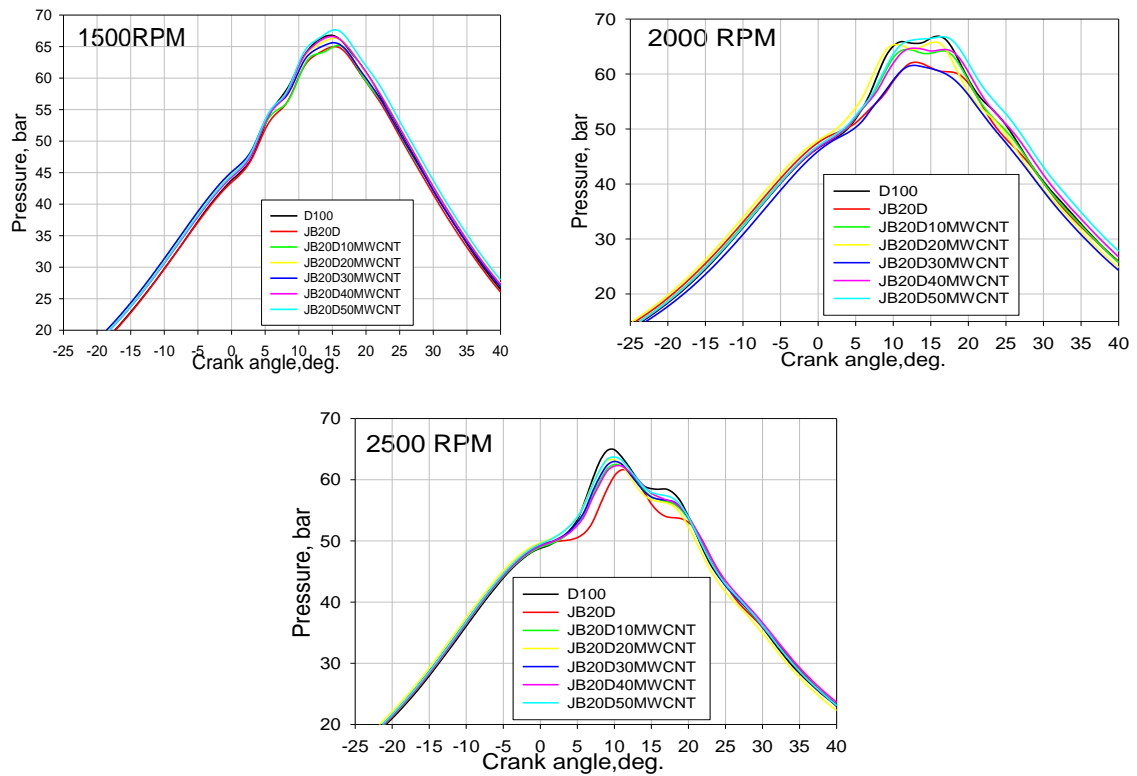 1500RPM
Pressure, bar
70
65
60
55
50
45
40
35
30
25
20
D100
JB20D
JB20D10MWCNT
JB20D20MWCNT
JB20D30MWCNT
JB20D40MWCNT
JB20D50MWCNT
-25 -20 -15 -10 -5 0 5 10 15 20 25 30 35 40
Crank angle,deg.
2000 RPM
Pressure, bar
70
60
50
40
30
20
D100
JB20D
JB20D10MWCNT
JB20D20MWCNT
JB20D30MWCNT
JB20D40MWCNT
JB20D50MWCNT
-25 -20 -15 -10 -5 0 5 10 15 20 25 30 35 40
Crank angle,deg.
2500 RPM
Pressure, bar
70
60
50
40
30
20
D100
JB20D
JB20D10MWCNT
JB20D20MWCNT
JB20D30MWCNT
JB20D40MWCNT
JB20D50MWCNT
-25 -20 -15 -10 -5 0 5 10 15 20 25 30 35 40
Crank angle,deg.